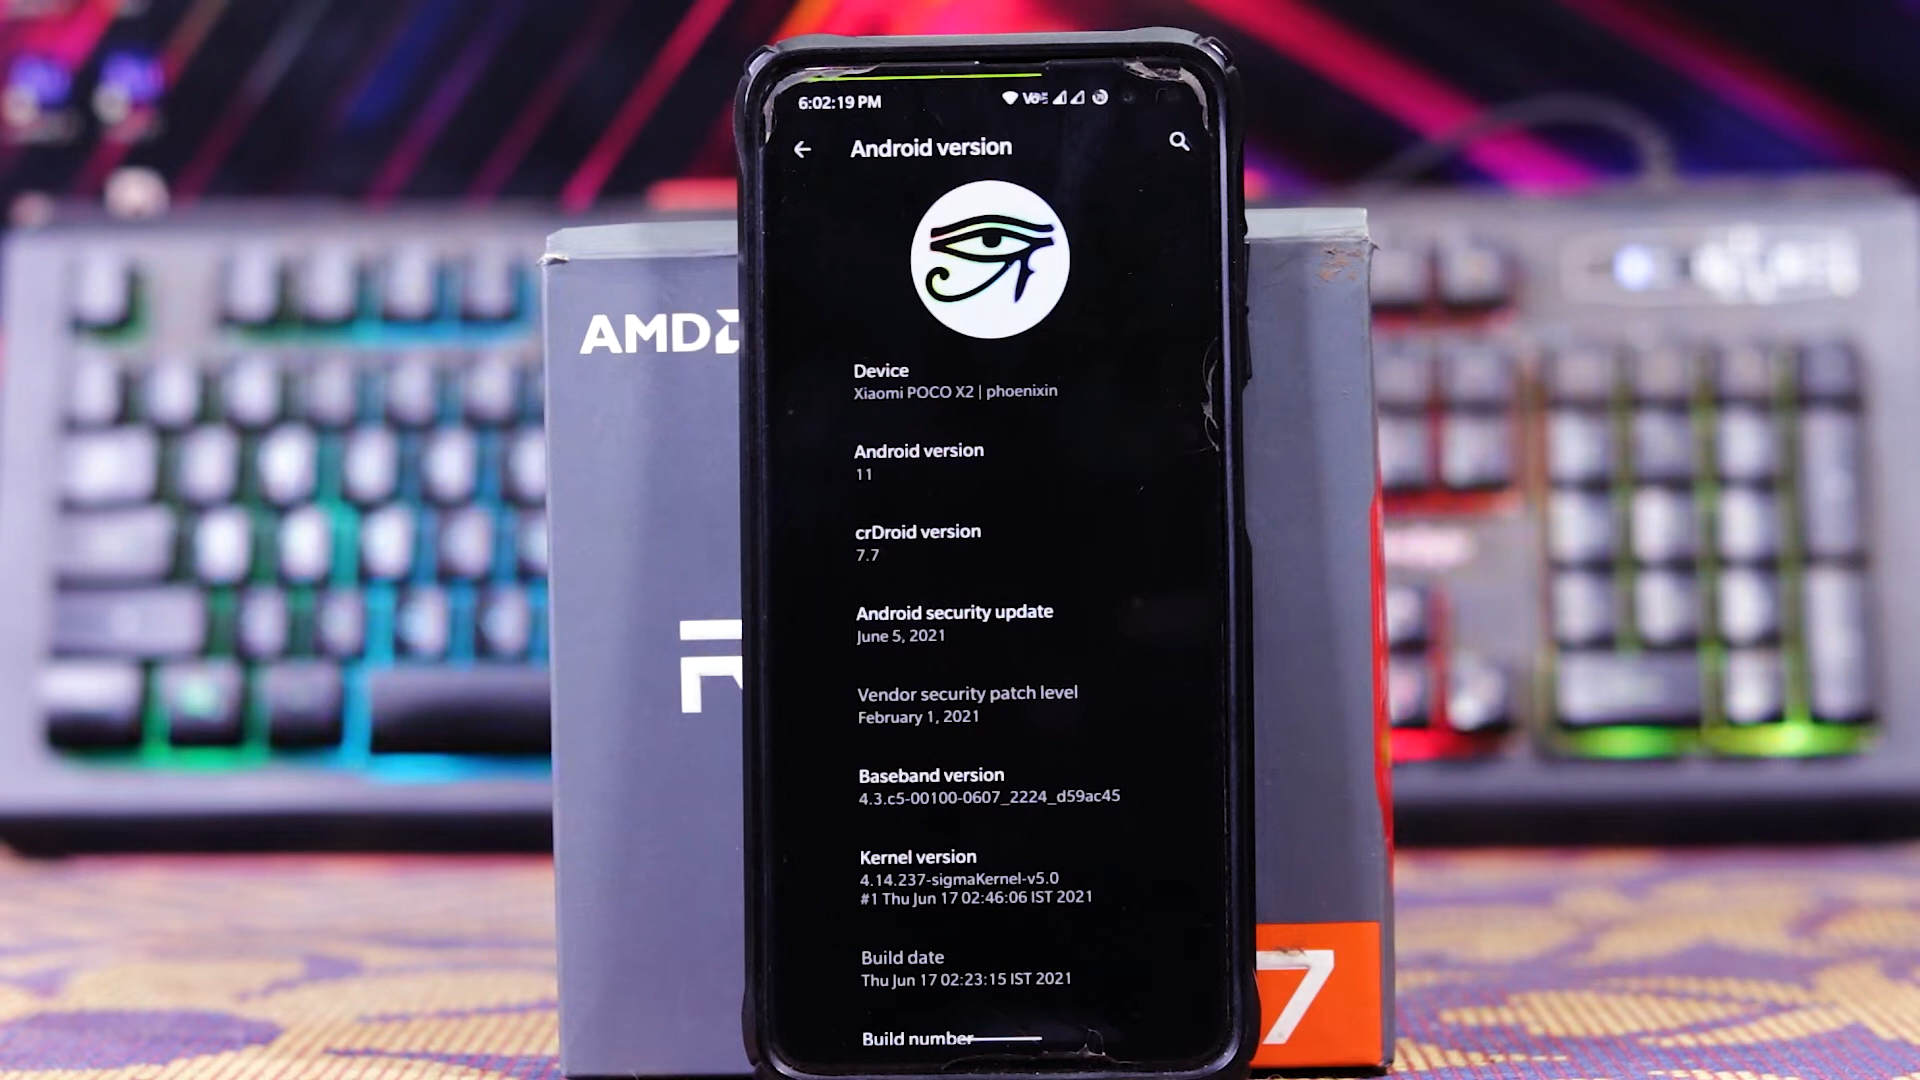 6:02:19 PM
Android version
AMD
Device
Xiaomi POCO X2 | phoenixin
Android version
11
crDroid version
7.7
Android security update
June 5, 2021
Vendor security patch level
February 1, 2021
Baseband version
4.3.c5-00100-0607_2224_d59ac45
Kernel version
4.14.237-sigmaKernel-v5.0
#1 Thu Jun 17 02:46:06 IST 2021
Build date
Thu Jun 17 02:23:15 IST 2021
7
Build number